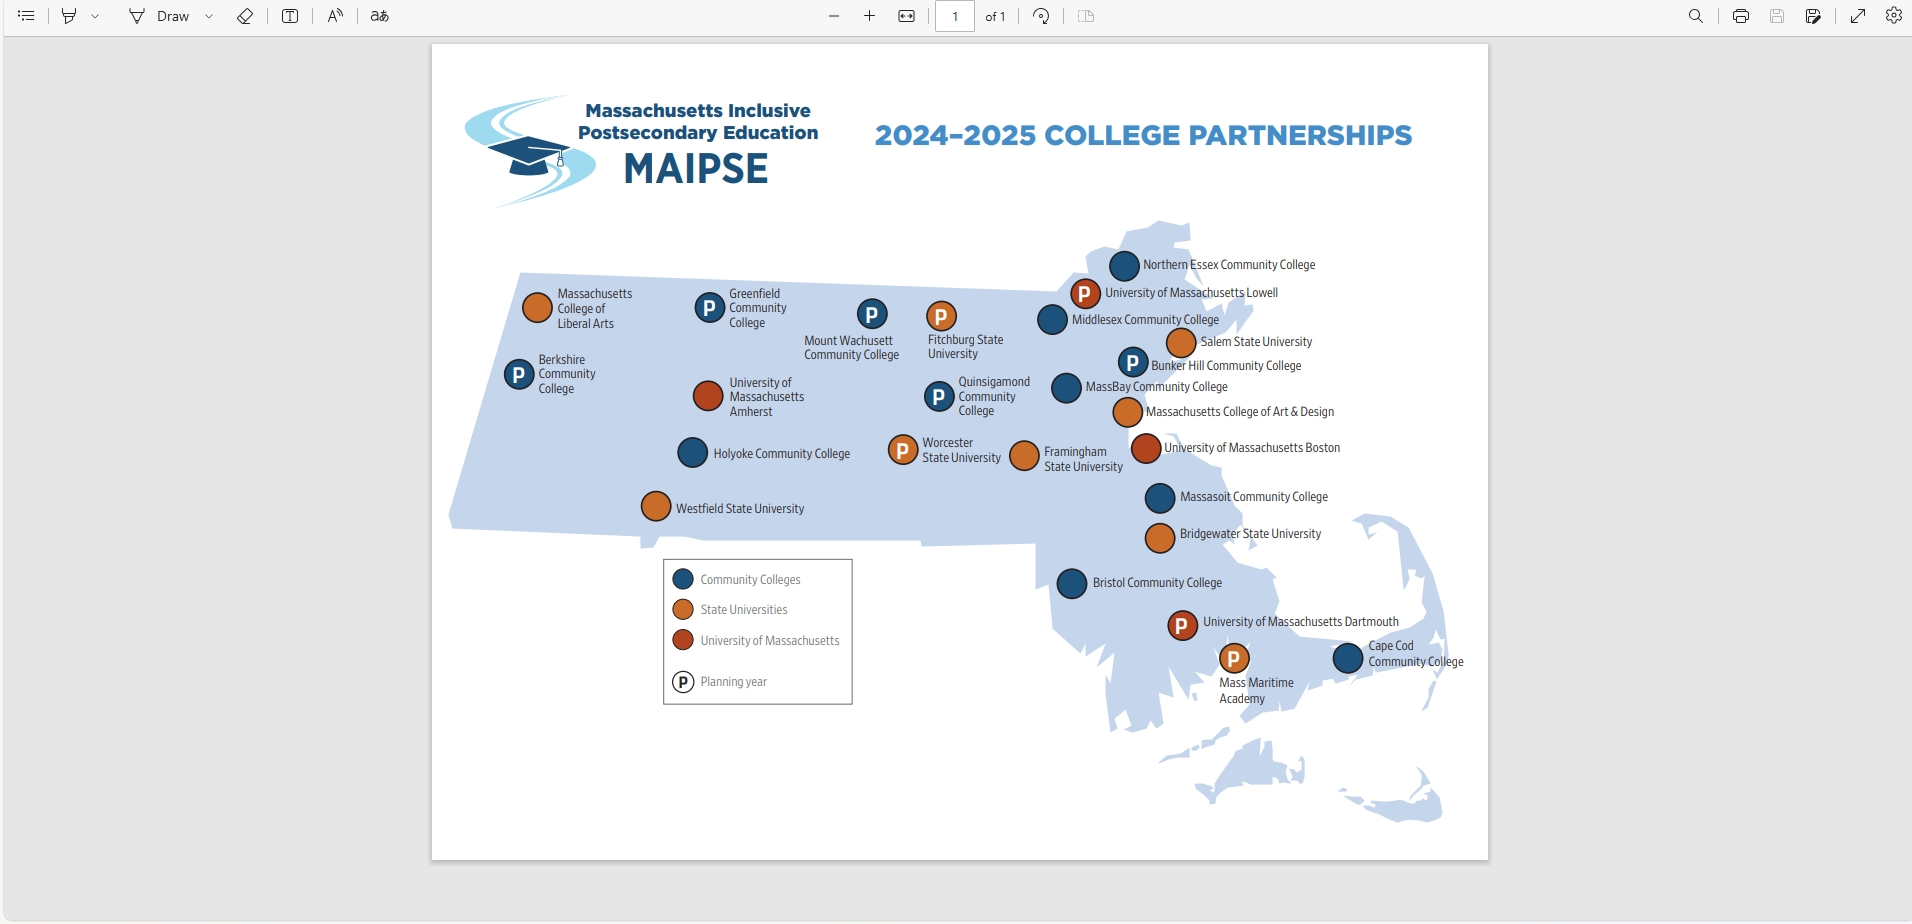 Draw
aあ
1
of 1
Massachusetts Inclusive
Postsecondary Education
MAIPSE
2024–2025 COLLEGE PARTNERSHIPS
Northern Essex Community College
P
University of Massachusetts Lowell
Middlesex Community College
Salem State University
P
Bunker Hill Community College
MassBay Community College
Massachusetts College of Art & Design
University of Massachusetts Boston
Massachusetts
College of
Liberal Arts
P
Greenfield
Community
College
P
Mount Wachusett
Community College
P
Fitchburg State
University
P
Berkshire
Community
College
University of
Massachusetts
Amherst
P
Quinsigamond
Community
College
Holyoke Community College
P
Worcester
State University
Framingham
State University
Westfield State University
Massasoit Community College
Bridgewater State University
Bristol Community College
P
University of Massachusetts Dartmouth
P
Mass Maritime
Academy
Cape Cod
Community College
Community Colleges
State Universities
University of Massachusetts
P
Planning year